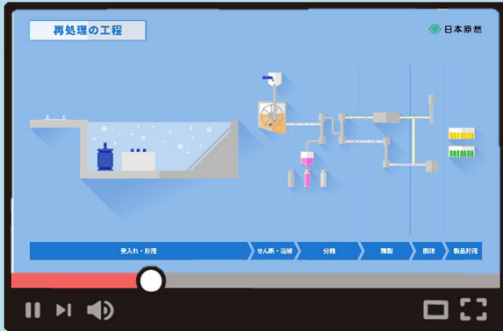 再処理の工程
日本原燃
受入れ・貯蔵
せん断・溶解
分離
精製
脱硝
製品貯蔵